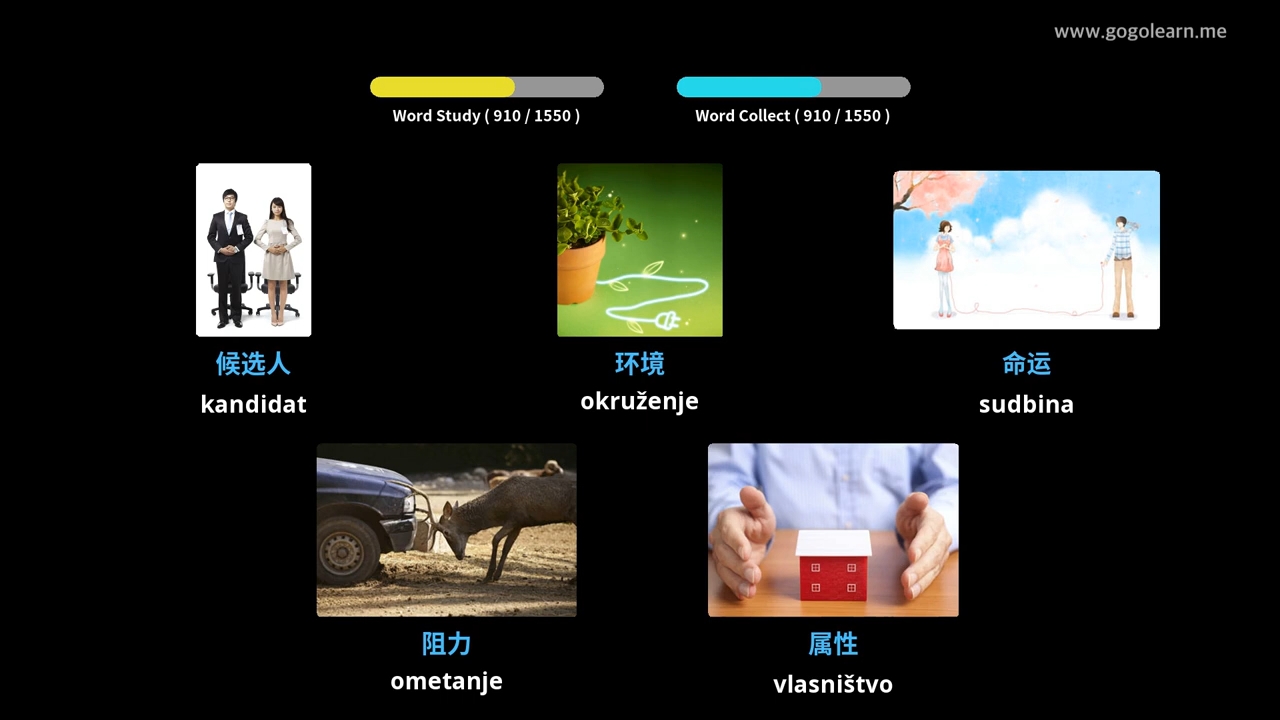 www.gogolearn.me
Word Study ( 910 / 1550 )
Word Collect ( 910 / 1550 )
候选人
kandidat
环境
okruženje
命运
sudbina
阻力
ometanje
属性
vlasništvo